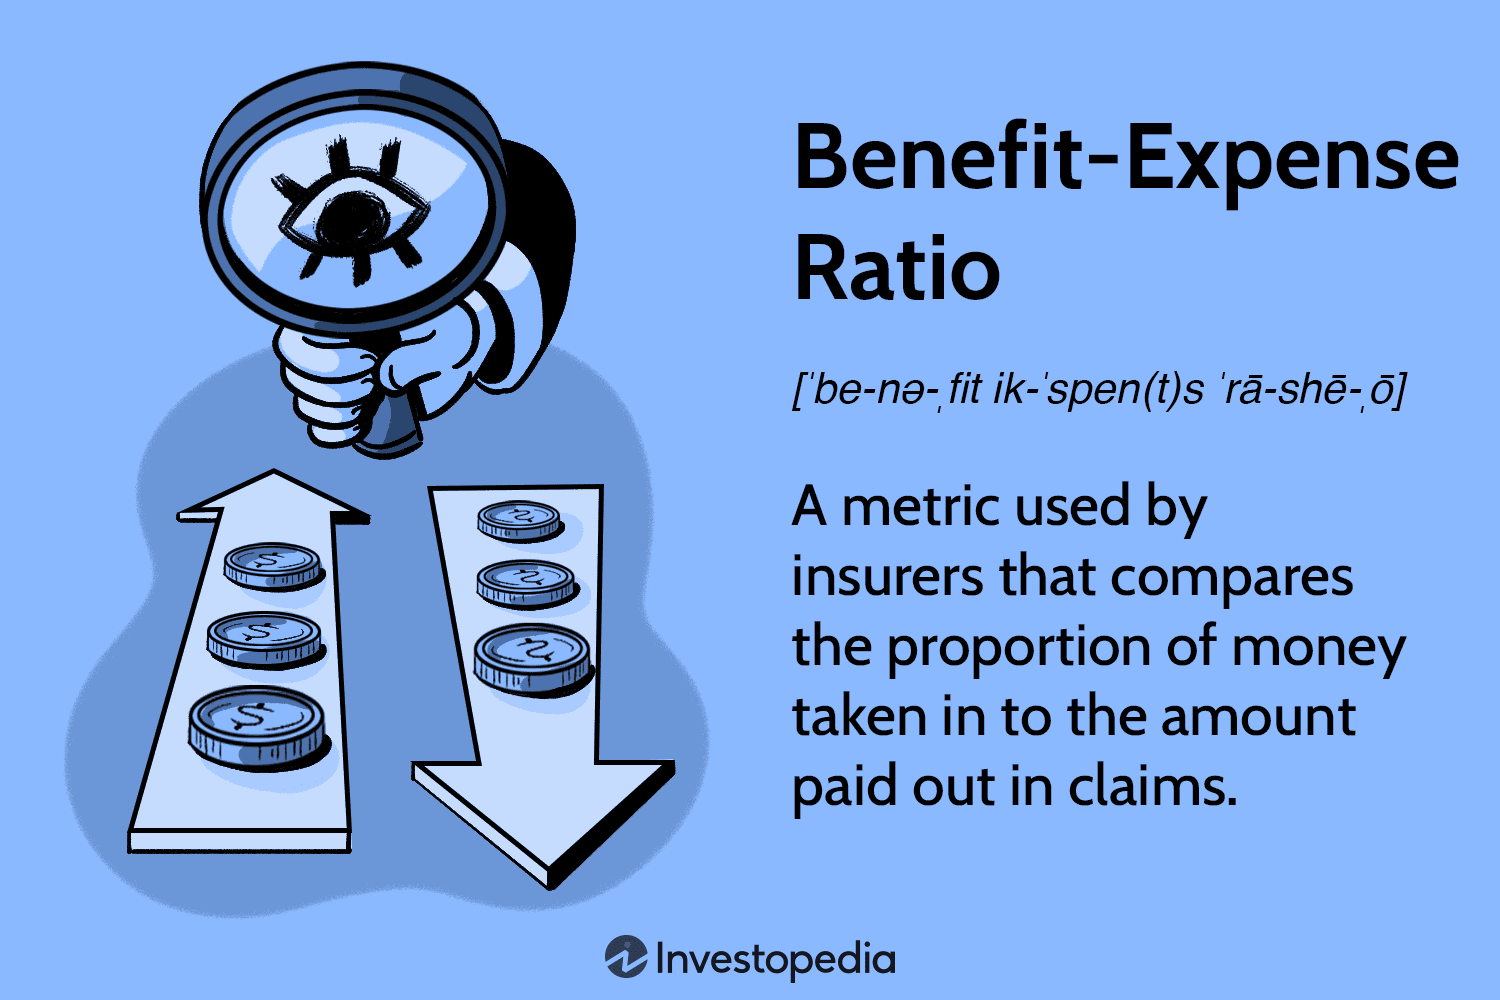 Benefit-Expense
Ratio
[ˈbe-nə-ˌfit ik-ˈspen(t)s ˈrā-shē-ˌō]
A metric used by
insurers that compares
the proportion of money
taken in to the amount
paid out in claims.
Investopedia